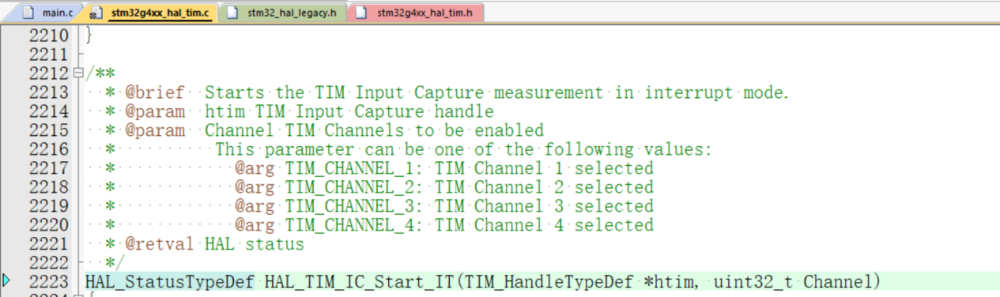 main.c stm32g4xx_hal_tim.c stm32_hal_legacy.h stm32g4xx_hal_tim.h
2210 }
2211
2212 /**
2213 * @brief Starts the TIM Input Capture measurement in interrupt mode.
2214 * @param htim TIM Input Capture handle
2215 * @param Channel TIM Channels to be enabled
2216 * This parameter can be one of the following values:
2217 * @arg TIM_CHANNEL_1: TIM Channel 1 selected
2218 * @arg TIM_CHANNEL_2: TIM Channel 2 selected
2219 * @arg TIM_CHANNEL_3: TIM Channel 3 selected
2220 * @arg TIM_CHANNEL_4: TIM Channel 4 selected
2221 * @retval HAL status
2222 */
2223 HAL_StatusTypeDef HAL_TIM_IC_Start_IT(TIM_HandleTypeDef *htim, uint32_t Channel)